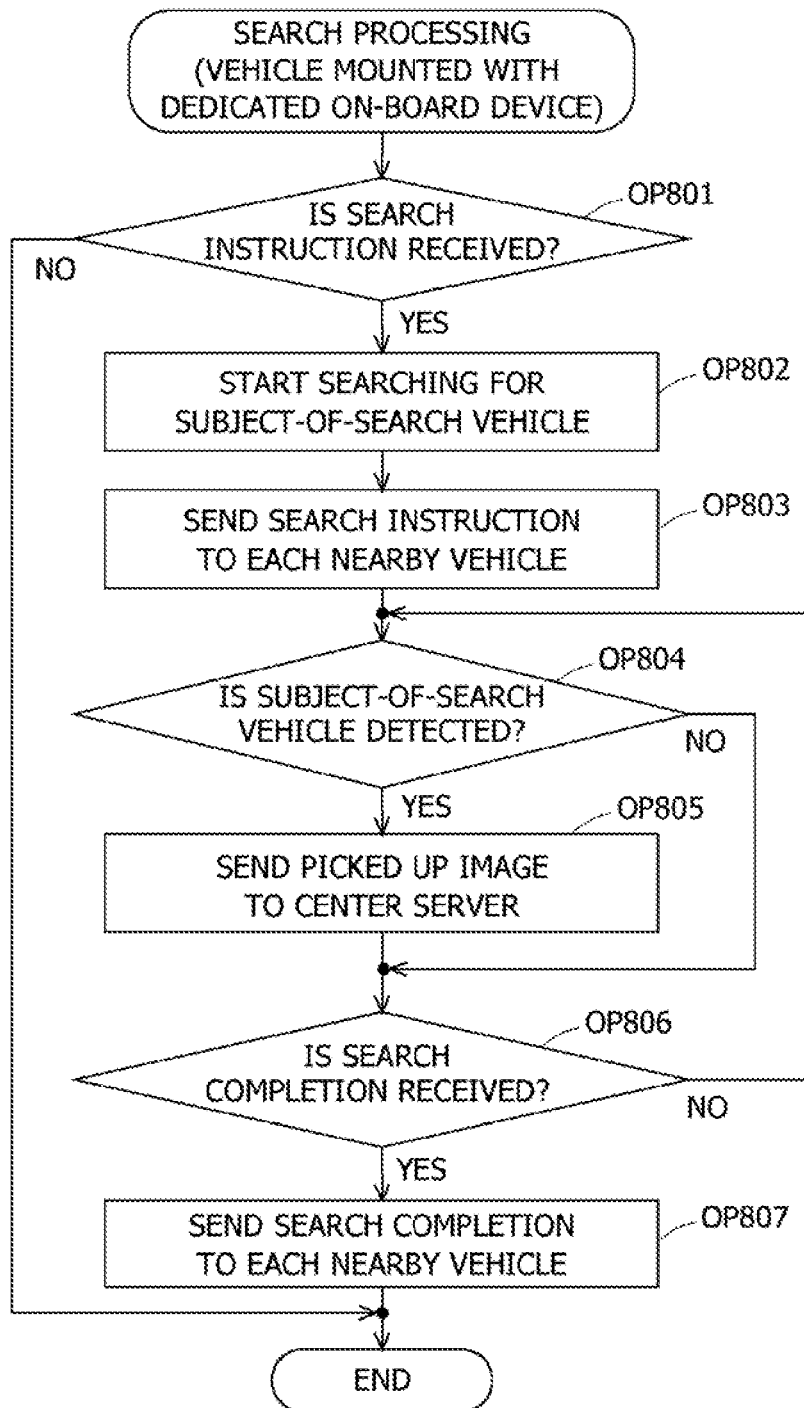 SEARCH PROCESSING
(VEHICLE MOUNTED WITH
DEDICATED ON-BOARD DEVICE)
OP801
IS SEARCH
INSTRUCTION RECEIVED?
NO
YES
OP802
START SEARCHING FOR
SUBJECT-OF-SEARCH VEHICLE
OP803
SEND SEARCH INSTRUCTION
TO EACH NEARBY VEHICLE
OP804
IS SUBJECT-OF-SEARCH
VEHICLE DETECTED?
NO
YES
OP805
SEND PICKED UP IMAGE
TO CENTER SERVER
OP806
IS SEARCH
COMPLETION RECEIVED?
NO
YES
OP807
SEND SEARCH COMPLETION
TO EACH NEARBY VEHICLE
END